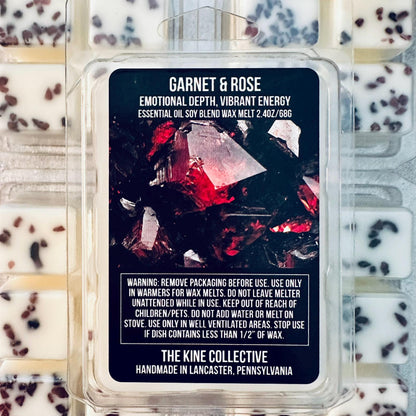 GARNET & ROSE
EMOTIONAL DEPTH, VIBRANT ENERGY
ESSENTIAL OIL SOY BLEND WAX MELT 2.4OZ/68G
WARNING: REMOVE PACKAGING BEFORE USE. USE ONLY
IN WARMERS FOR WAX MELTS. DO NOT LEAVE MELTER
UNATTENDED WHILE IN USE. KEEP OUT OF REACH OF
CHILDREN/PETS. DO NOT ADD WATER OR MELT ON
STOVE. USE ONLY IN WELL VENTILATED AREAS. STOP USE
IF DISH CONTAINS LESS THAN 1/2" OF WAX.
THE KINE COLLECTIVE
HANDMADE IN LANCASTER, PENNSYLVANIA